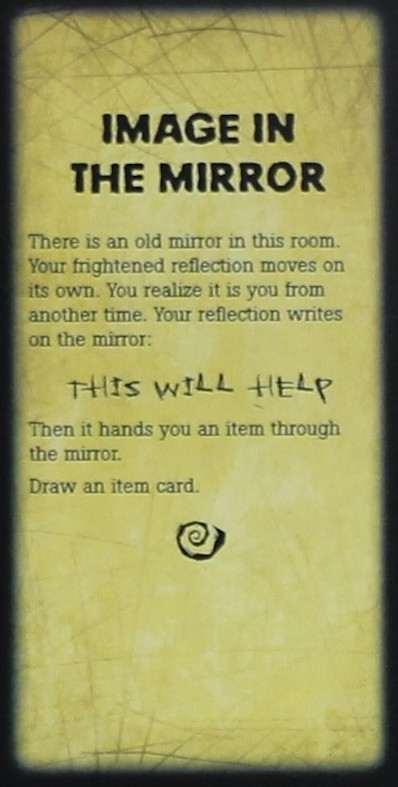 IMAGE IN
THE MIRROR
There is an old mirror in this room.
Your frightened reflection moves on
its own. You realize it is you from
another time. Your reflection writes
on the mirror:
THIS WILL HELP
Then it hands you an item through
the mirror.
Draw an item card.